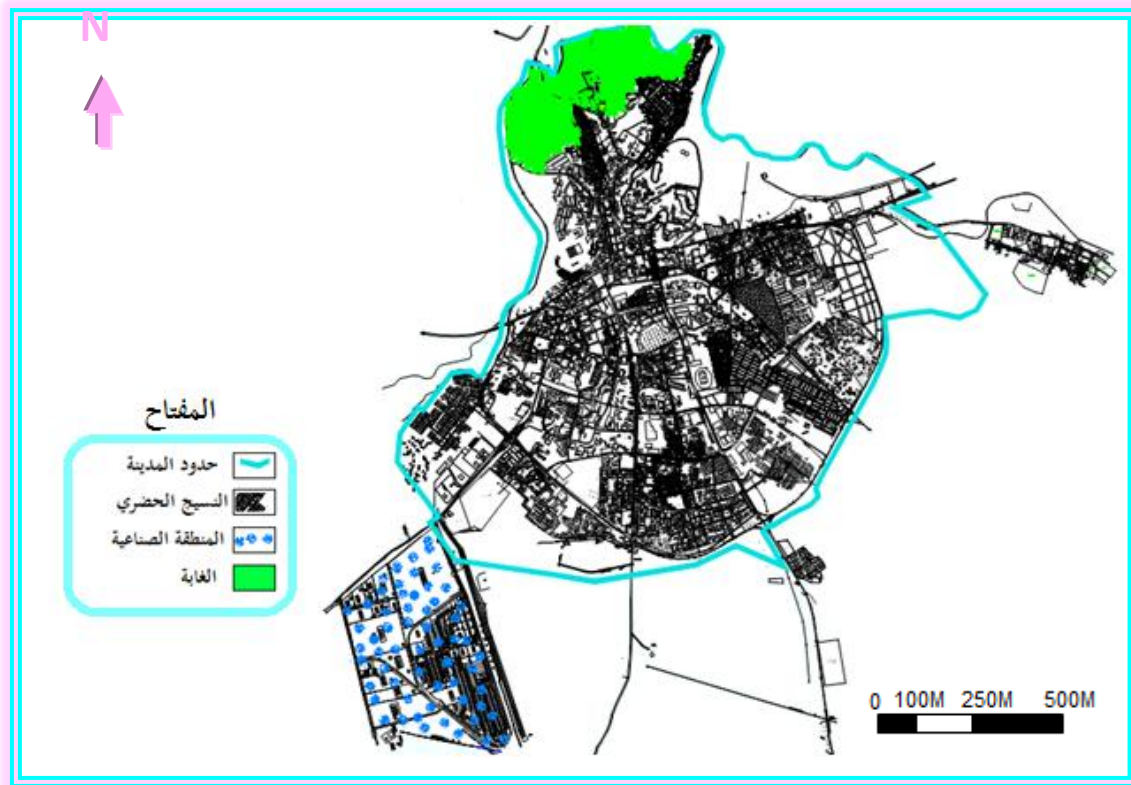 N
المفتاح
حدود المدينة
النسيج الحضري
المنطقة الصناعية
الغابة
0 100M 250M 500M